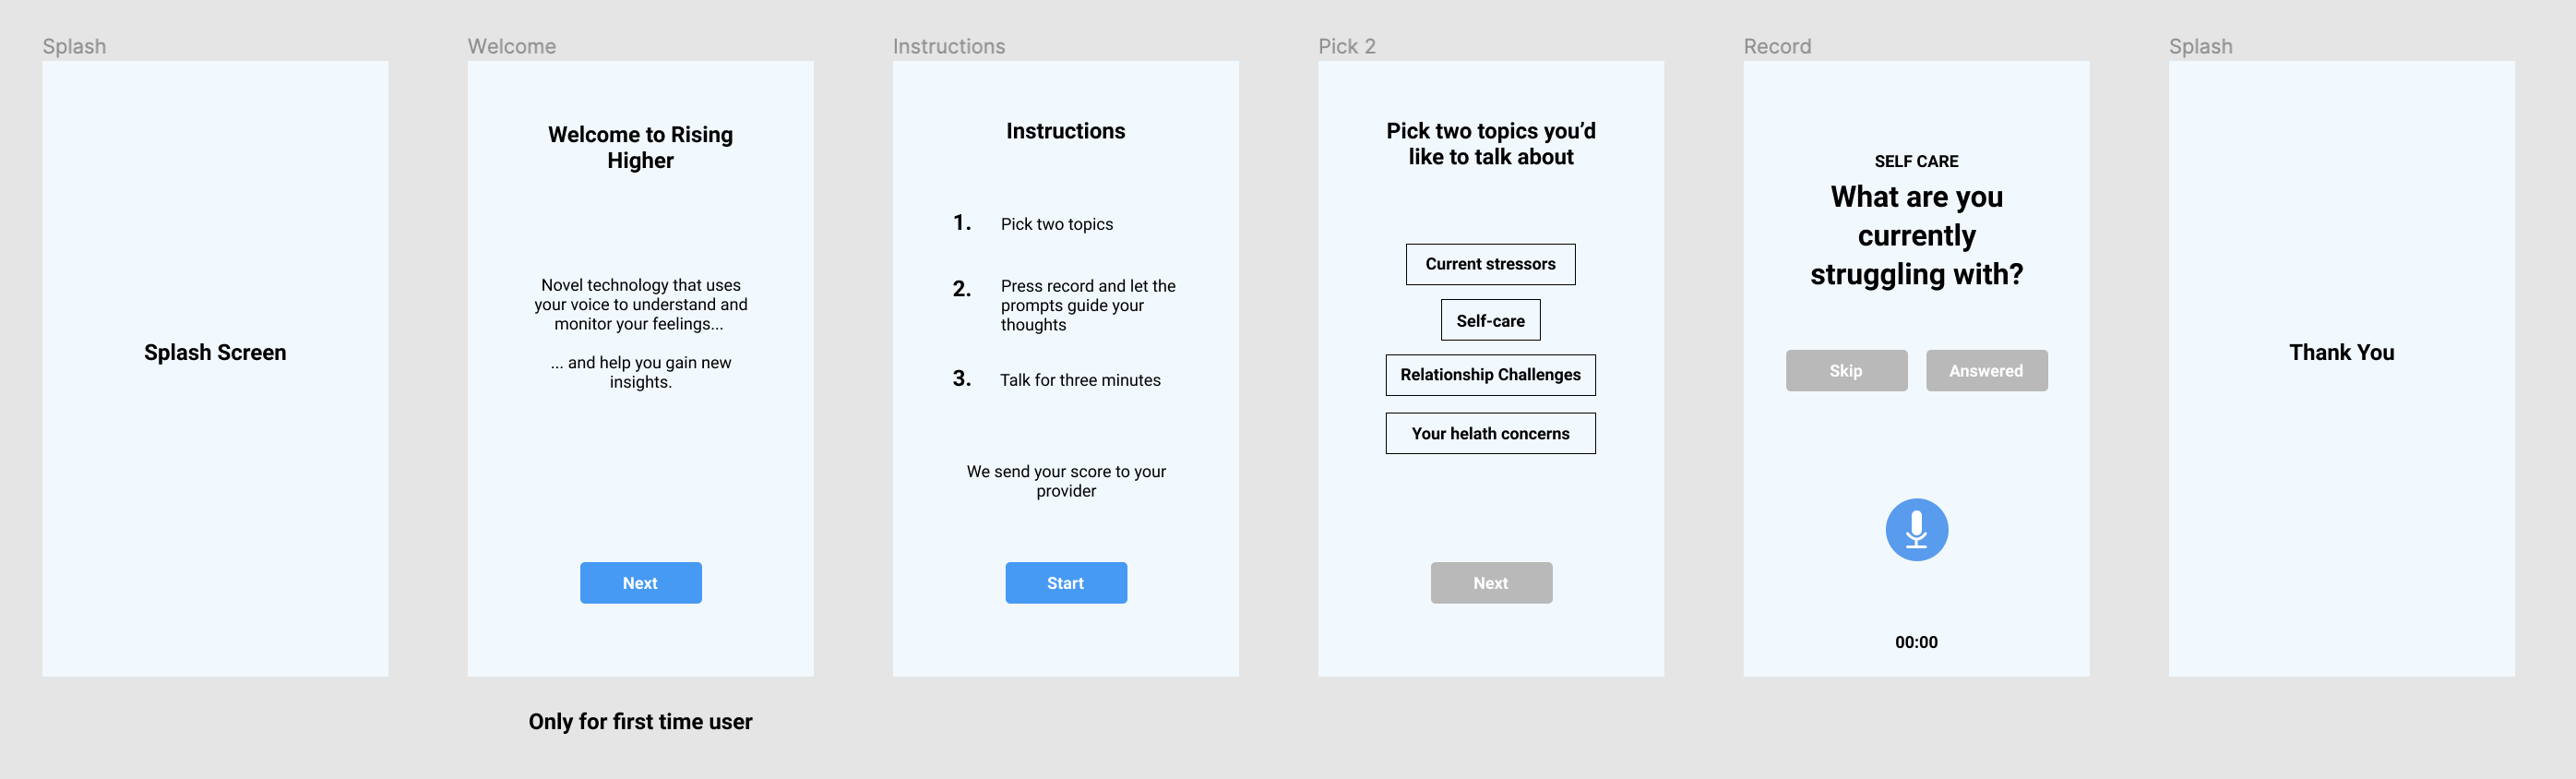 Splash
Splash Screen
Welcome
Welcome to Rising
Higher
Novel technology that uses
your voice to understand and
monitor your feelings...
... and help you gain new
insights.
Next
Only for first time user
Instructions
Instructions
1. Pick two topics
2. Press record and let the
prompts guide your
thoughts
3. Talk for three minutes
We send your score to your
provider
Start
Pick 2
Pick two topics you’d
like to talk about
Current stressors
Self-care
Relationship Challenges
Your helath concerns
Next
Record
SELF CARE
What are you
currently
struggling with?
Skip Answered
00:00
Splash
Thank You